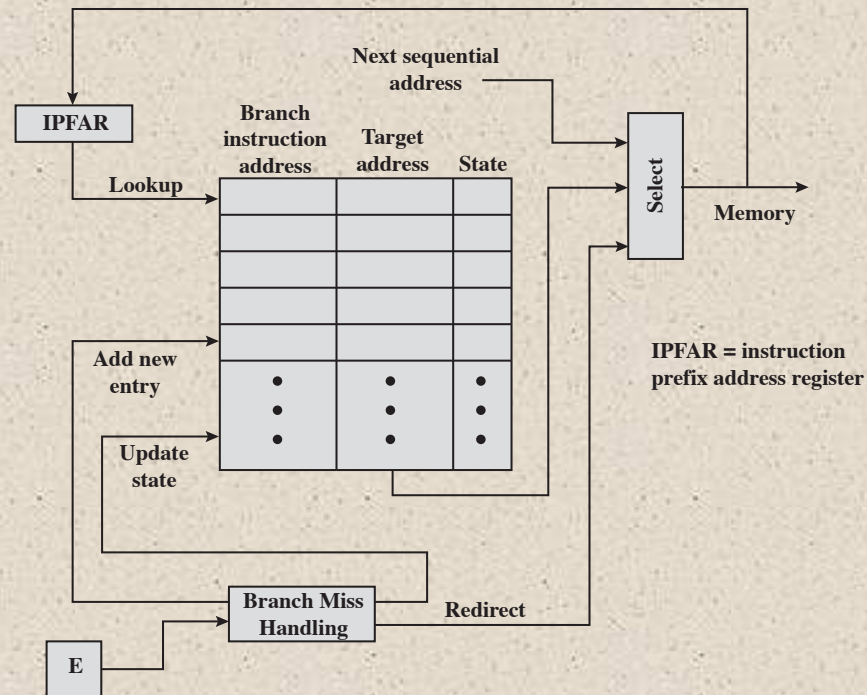 Next sequential
address
IPFAR
Branch
instruction
address
Target
address
State
Lookup
Select
Memory
Add new
entry
IPFAR = instruction
prefix address register
Update
state
Branch Miss
Handling
Redirect
E